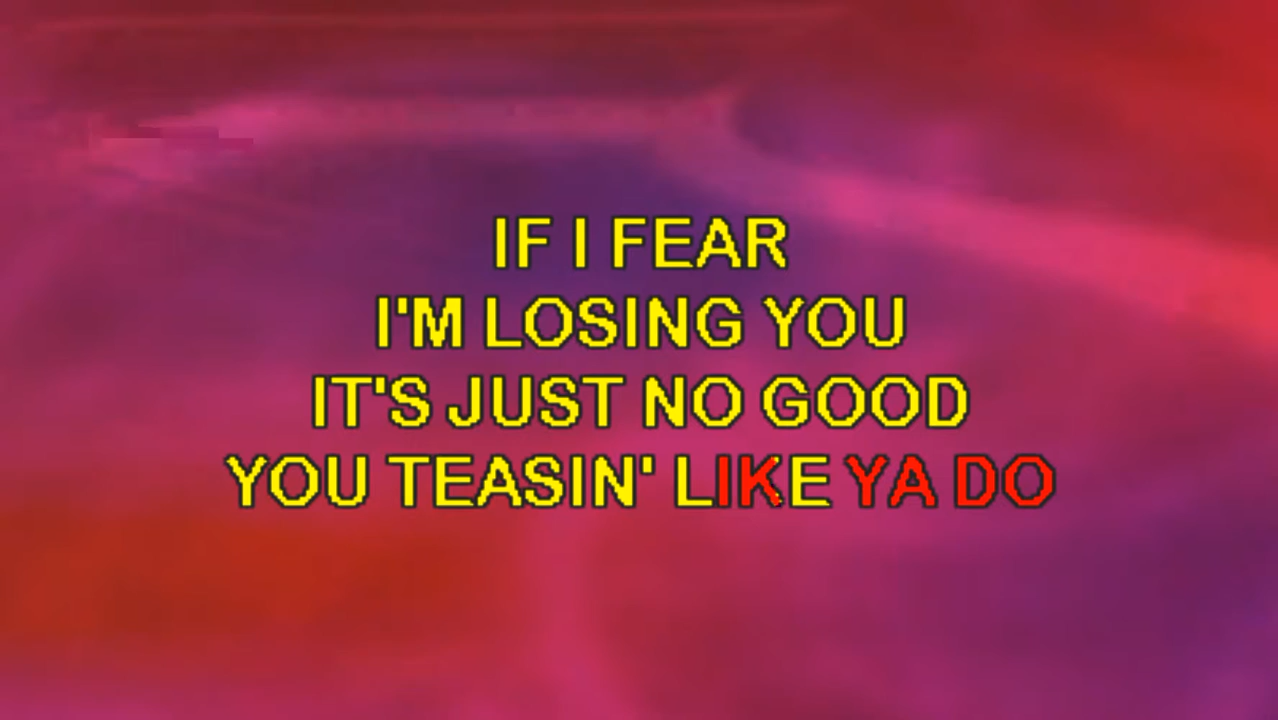 IF I FEAR
I'M LOSING YOU
IT'S JUST NO GOOD
YOU TEASIN' LIKE YA DO